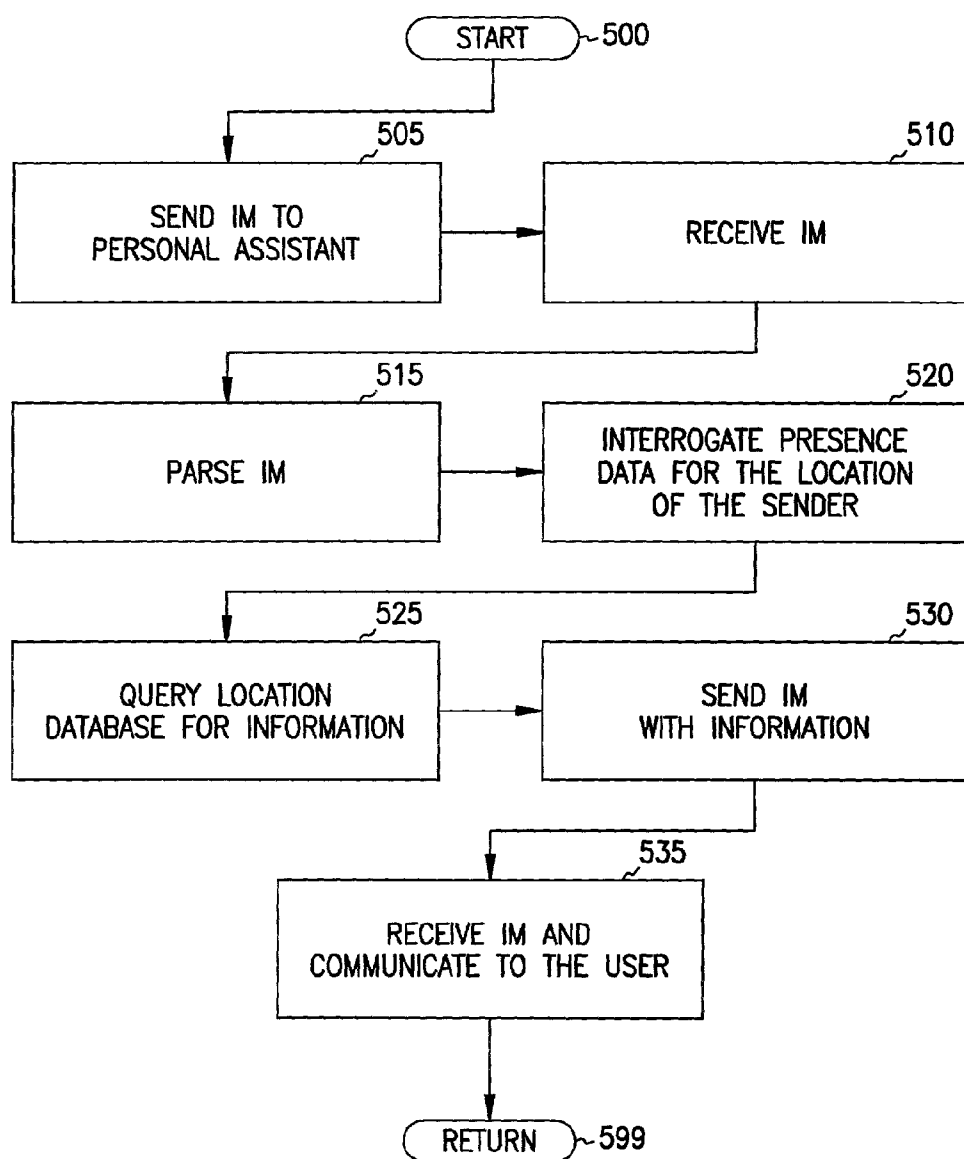 START
500
505
SEND IM TO
PERSONAL ASSISTANT
510
RECEIVE IM
515
PARSE IM
520
INTERROGATE PRESENCE
DATA FOR THE LOCATION
OF THE SENDER
525
QUERY LOCATION
DATABASE FOR INFORMATION
530
SEND IM
WITH INFORMATION
535
RECEIVE IM AND
COMMUNICATE TO THE USER
RETURN
599